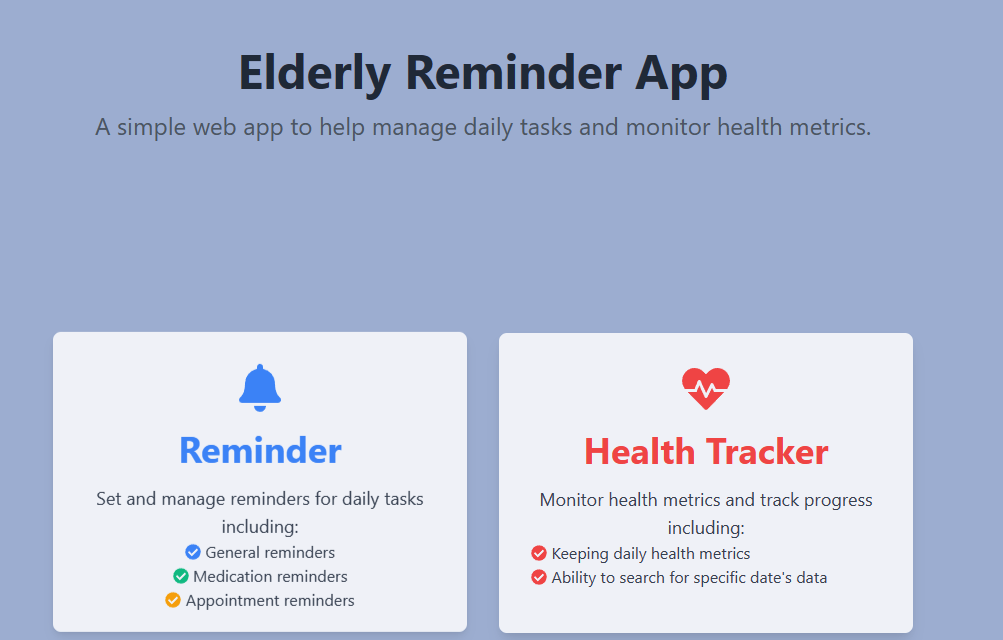 Elderly Reminder App
A simple web app to help manage daily tasks and monitor health metrics.
Reminder
Set and manage reminders for daily tasks
including:
General reminders
Medication reminders
Appointment reminders
Health Tracker
Monitor health metrics and track progress
including:
Keeping daily health metrics
Ability to search for specific date's data